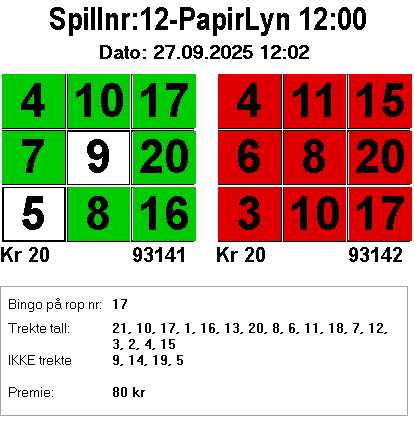 Spillnr:12-PapirLyn 12:00
Dato: 27.09.2025 12:02
4 10 17 4 11 15
7 9 20 6 8 20
5 8 16 3 10 17
Kr 20 93141 Kr 20 93142
Bingo på rop nr: 17
Trekte tall: 21, 10, 17, 1, 16, 13, 20, 8, 6, 11, 18, 7, 12,
3, 2, 4, 15
IKKE trekte 9, 14, 19, 5
Premie: 80 kr